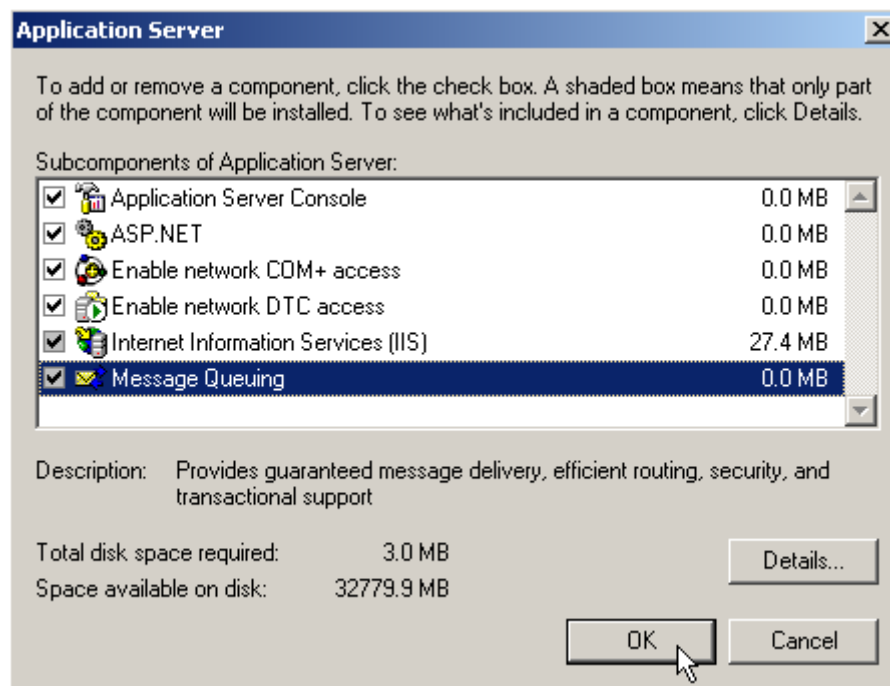 Application Server
To add or remove a component, click the check box. A shaded box means that only part
of the component will be installed. To see what's included in a component, click Details.
Subcomponents of Application Server:
Application Server Console 0.0 MB
ASP.NET 0.0 MB
Enable network COM+ access 0.0 MB
Enable network DTC access 0.0 MB
Internet Information Services (IIS) 27.4 MB
Message Queuing 0.0 MB
Description: Provides guaranteed message delivery, efficient routing, security, and
transactional support
Total disk space required: 3.0 MB
Details...
Space available on disk: 32779.9 MB
OK Cancel